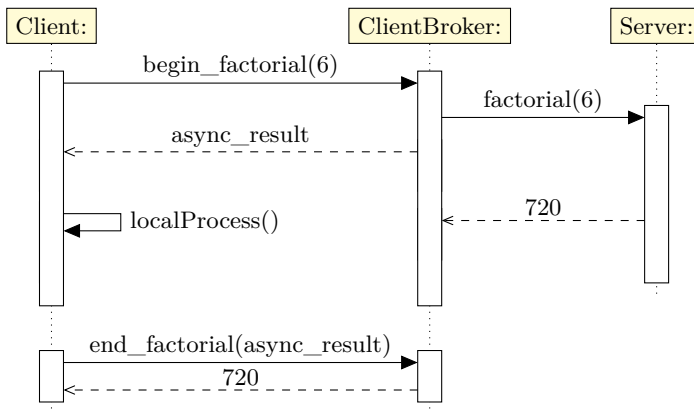 Client:
ClientBroker:
Server:
begin_factorial(6)
factorial(6)
async_result
720
localProcess()
end_factorial(async_result)
720